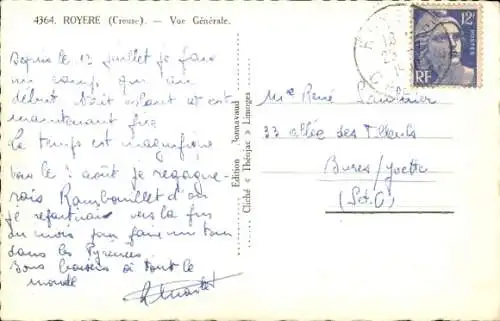 4364. ROYERE (Creuse). — Vue Générale.
Depuis le 12 juillet je fais
un camp qui au
début était volant et est
maintenant fixe
Le temps est magnifique
vers le 1 août je regagne-
rais Rambouillet d'où
je repartirais vers la fin
du mois pour faire un tour
dans les Pyrénées
Bons baisers à tout le
monde
Edition Bonnavaud
Cliché « Théojac » Limoges
12F
POSTES
RF
Mr René
33 allée des Tilleuls
Bures/Yvette
(S.et.O)